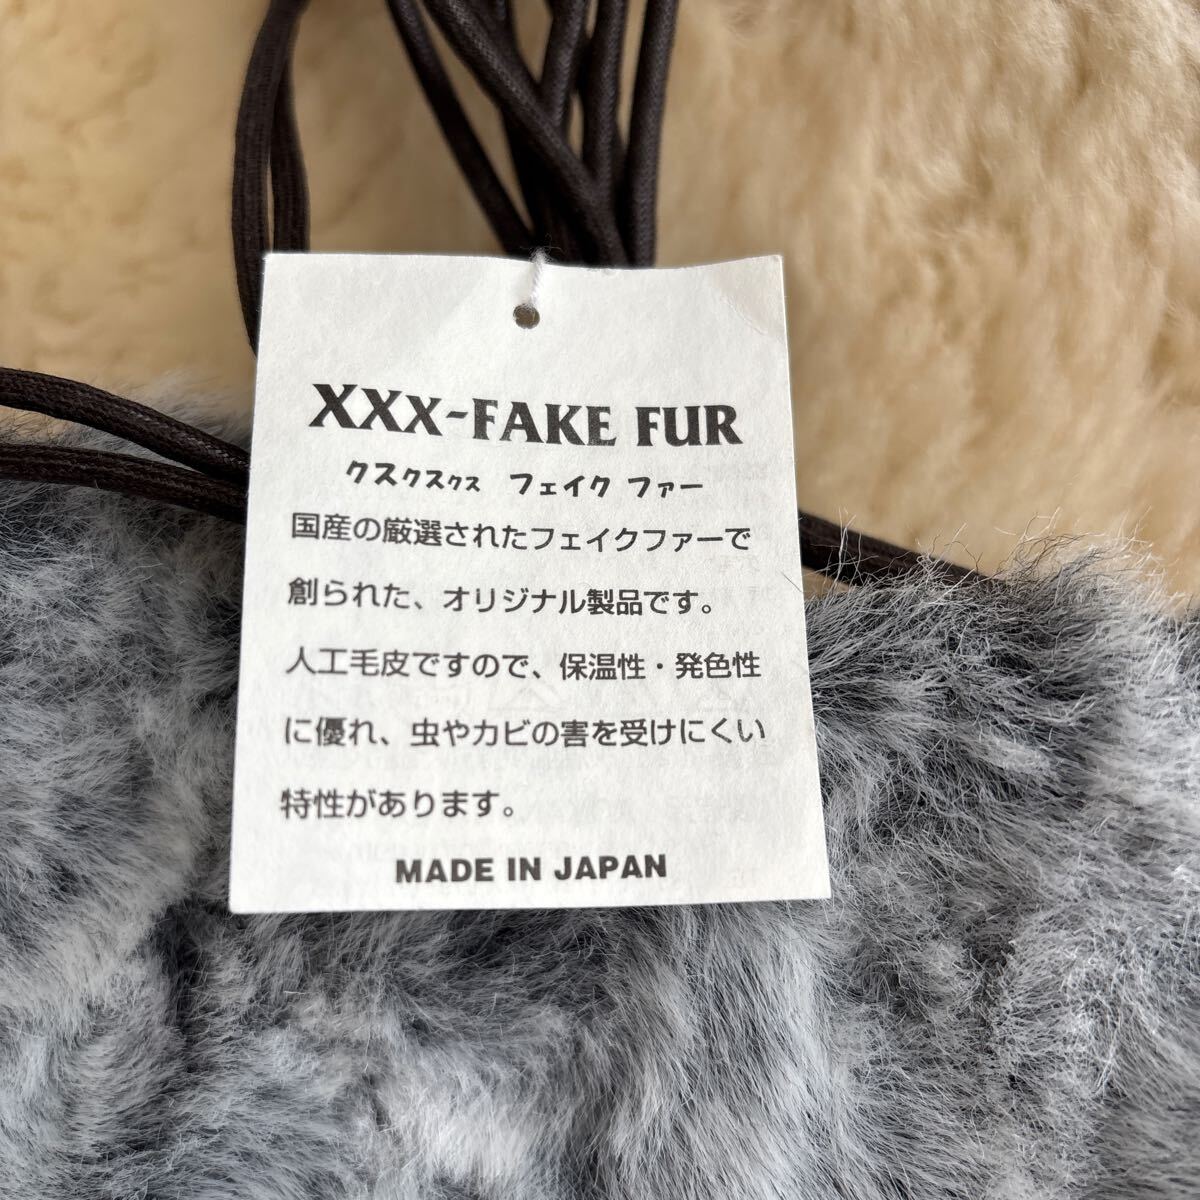 XXX-FAKE FUR
クスクスクス フェイク ファー
国産の厳選されたフェイクファーで
創られた、オリジナル製品です。
人工毛皮ですので、保温性・発色性
に優れ、虫やカビの害を受けにくい
特性があります。
MADE IN JAPAN